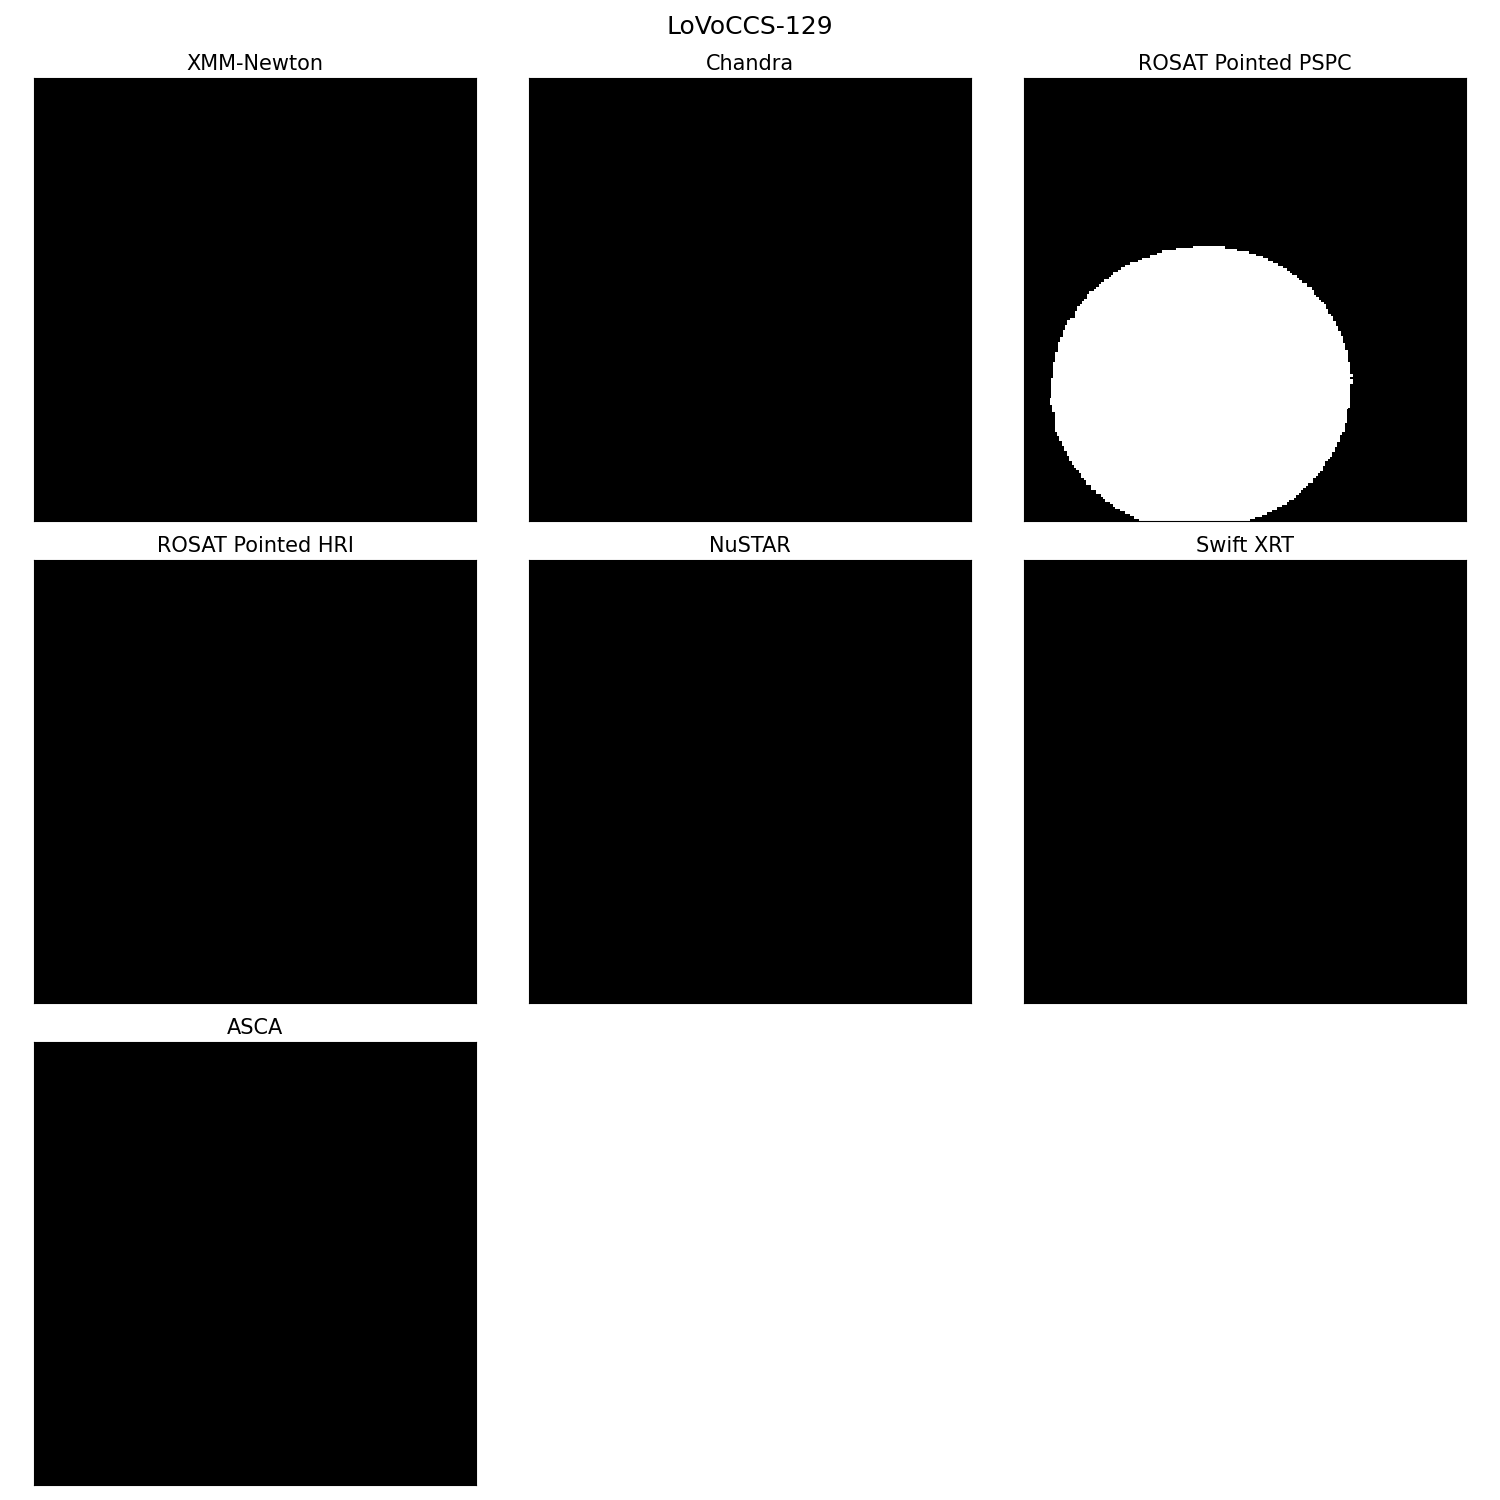 LoVoCCS-129
XMM-Newton
Chandra
ROSAT Pointed PSPC
ROSAT Pointed HRI
NuSTAR
Swift XRT
ASCA